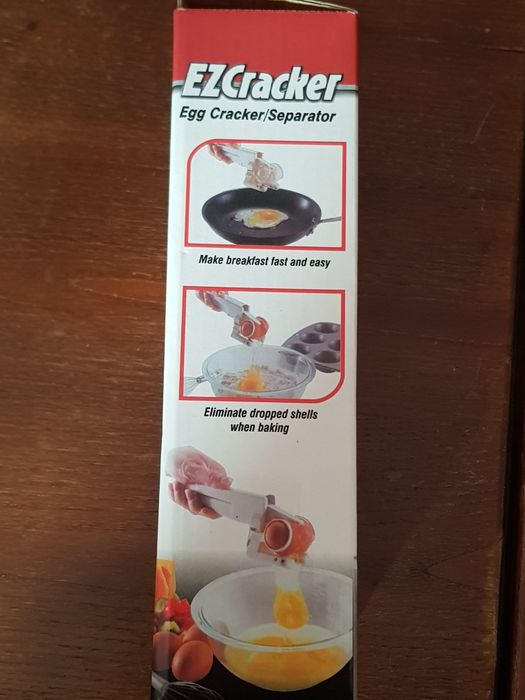 EZCracker
Egg Cracker/Separator
Make breakfast fast and easy
Eliminate dropped shells
when baking